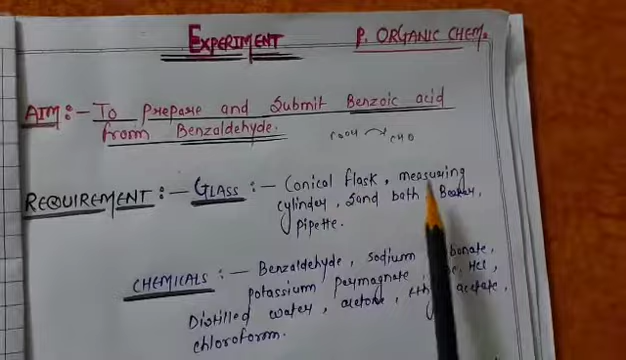 EXPERIMENT
P. ORGANIC CHEM.
AIM:- To prepare and Submit Benzoic acid
from Benzaldehyde.
COOH CHO
REQUIREMENT:- GLASS:- Conical flask, measuring
cylinder, Sand bath
pipette.
CHEMICALS:- Benzaldehyde, sodium
potassium permagnate, HCl,
Distilled water, acetone, acetate,
chloroform.